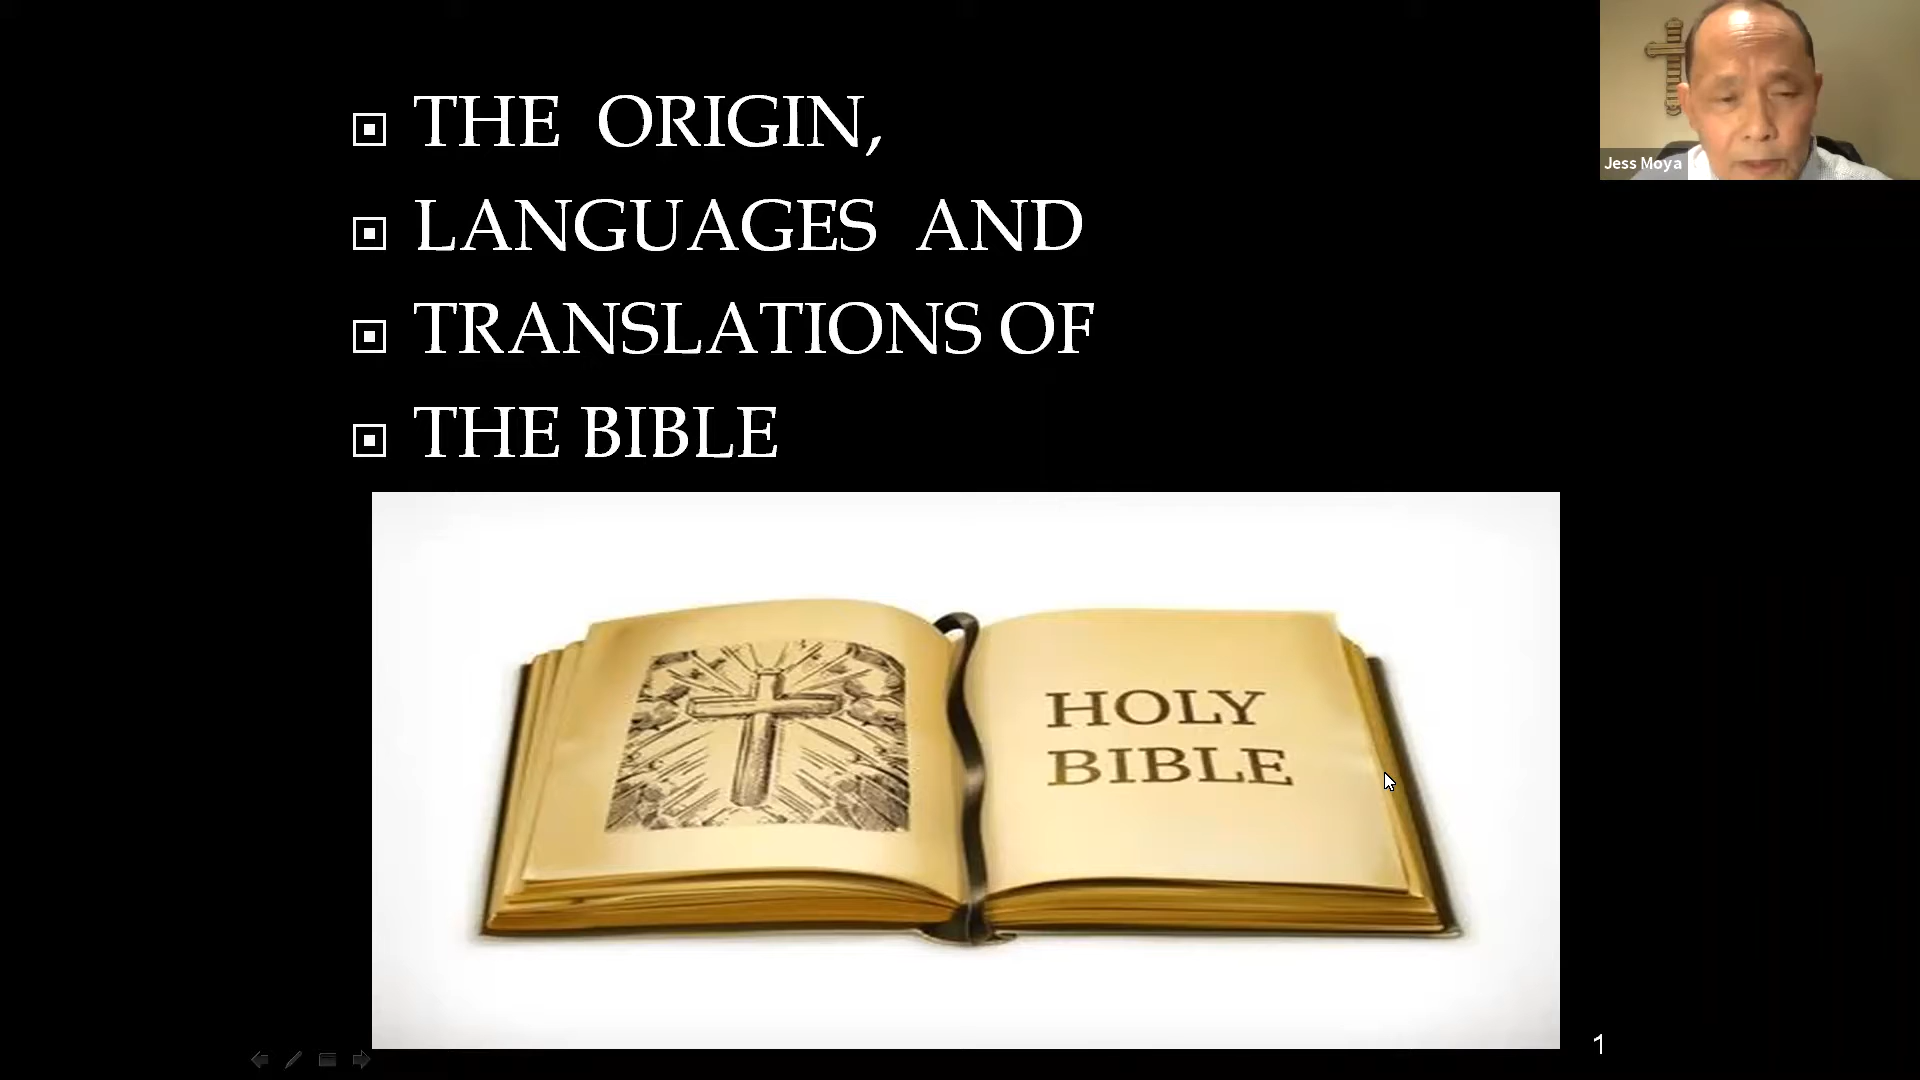 THE ORIGIN,
LANGUAGES AND
TRANSLATIONS OF
THE BIBLE
Jess Moya
HOLY
BIBLE
1